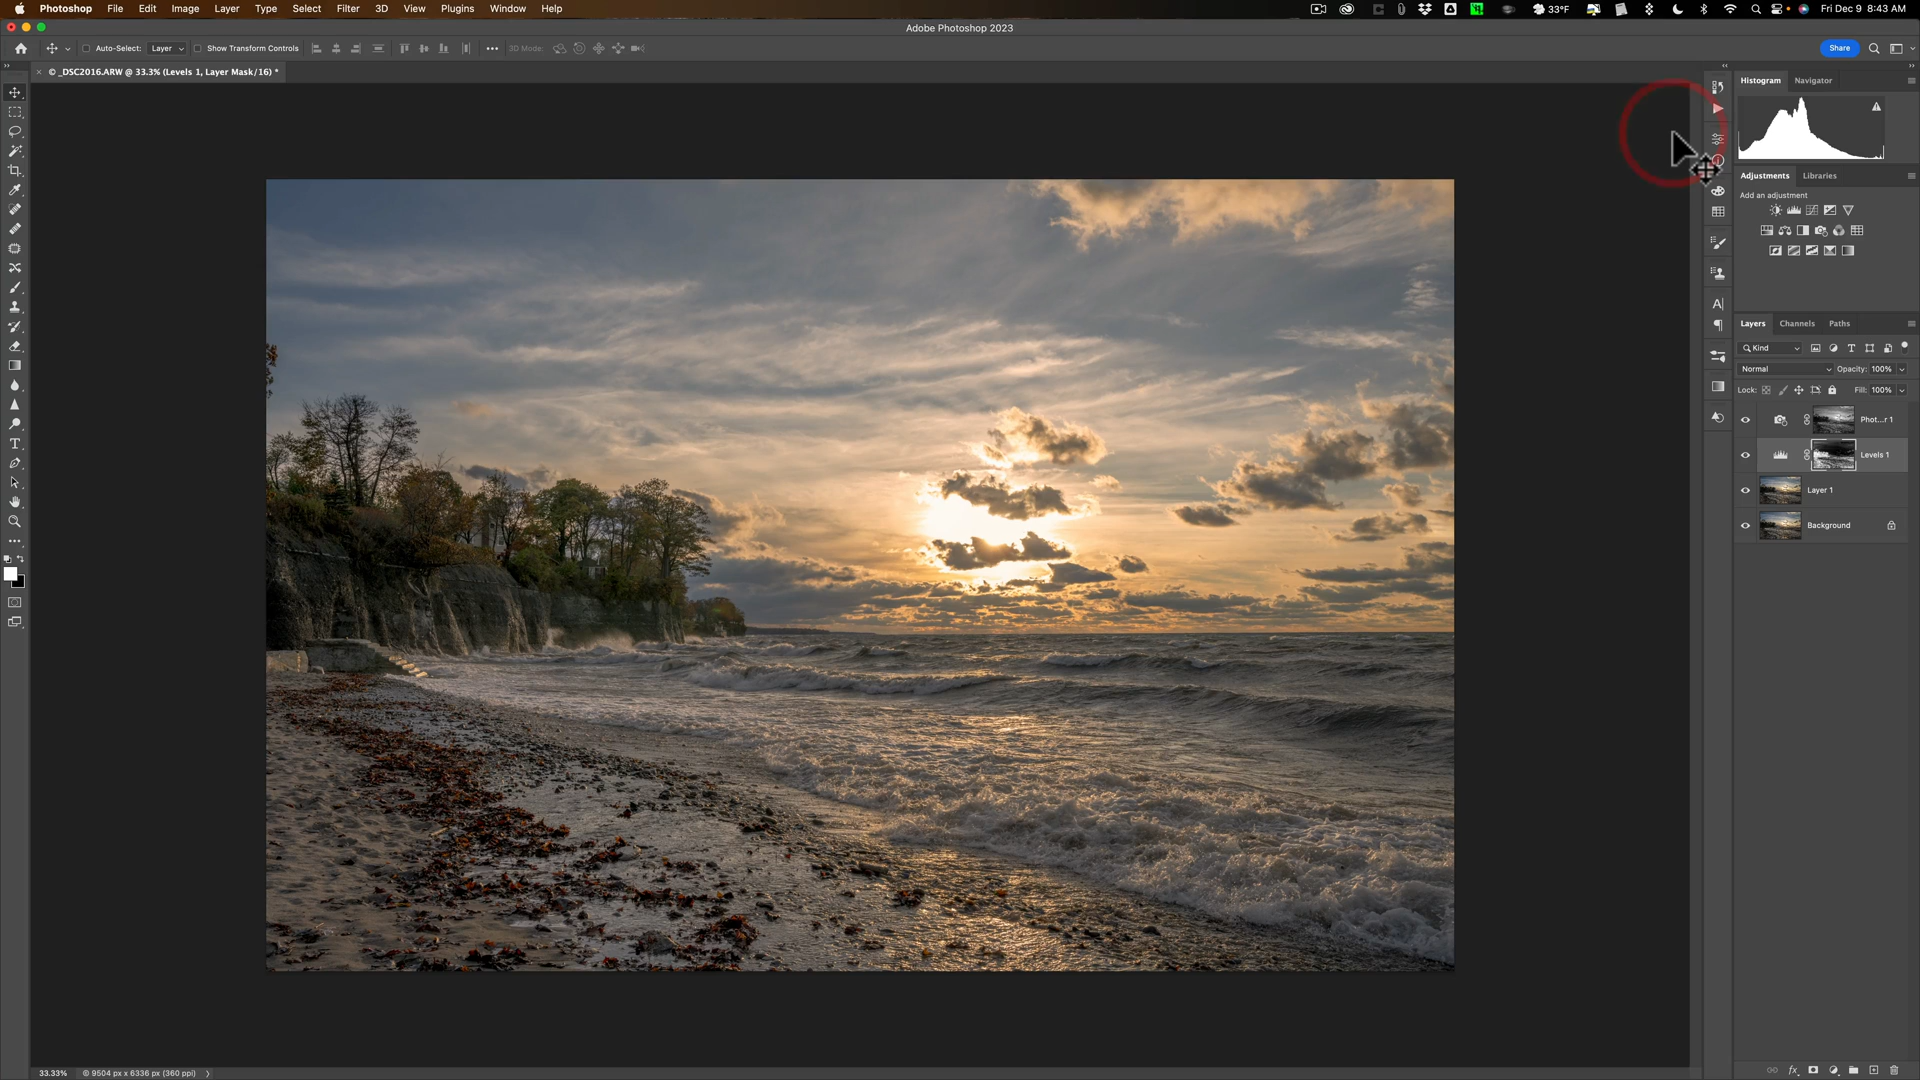 Photoshop File Edit Image Layer Type Select Filter 3D View Plugins Window Help 33°F Fri Dec 9 8:43 AM
Adobe Photoshop 2023
Auto-Select: Layer Show Transform Controls 3D Mode: Share
© _DSC2016.ARW @ 33.3% (Levels 1, Layer Mask/16) *
Histogram Navigator
Adjustments Libraries
Add an adjustment
Layers Channels Paths
Kind
Normal Opacity: 100%
Lock: Fill: 100%
Phot...r 1
Levels 1
Layer 1
Background
33.33% 9504 px x 6336 px (360 ppi)